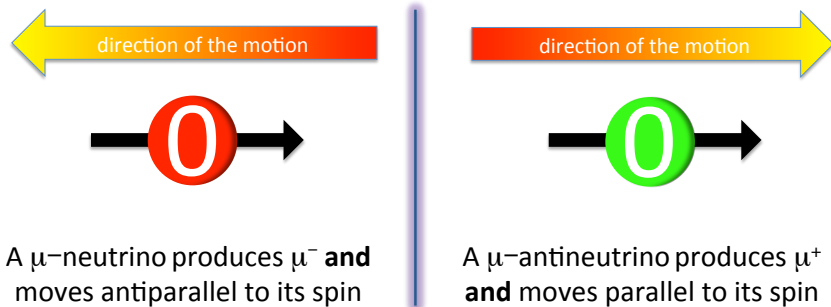 direction of the motion
direction of the motion
0
0
A μ−neutrino produces μ⁻ and
moves antiparallel to its spin
A μ−antineutrino produces μ⁺
and moves parallel to its spin